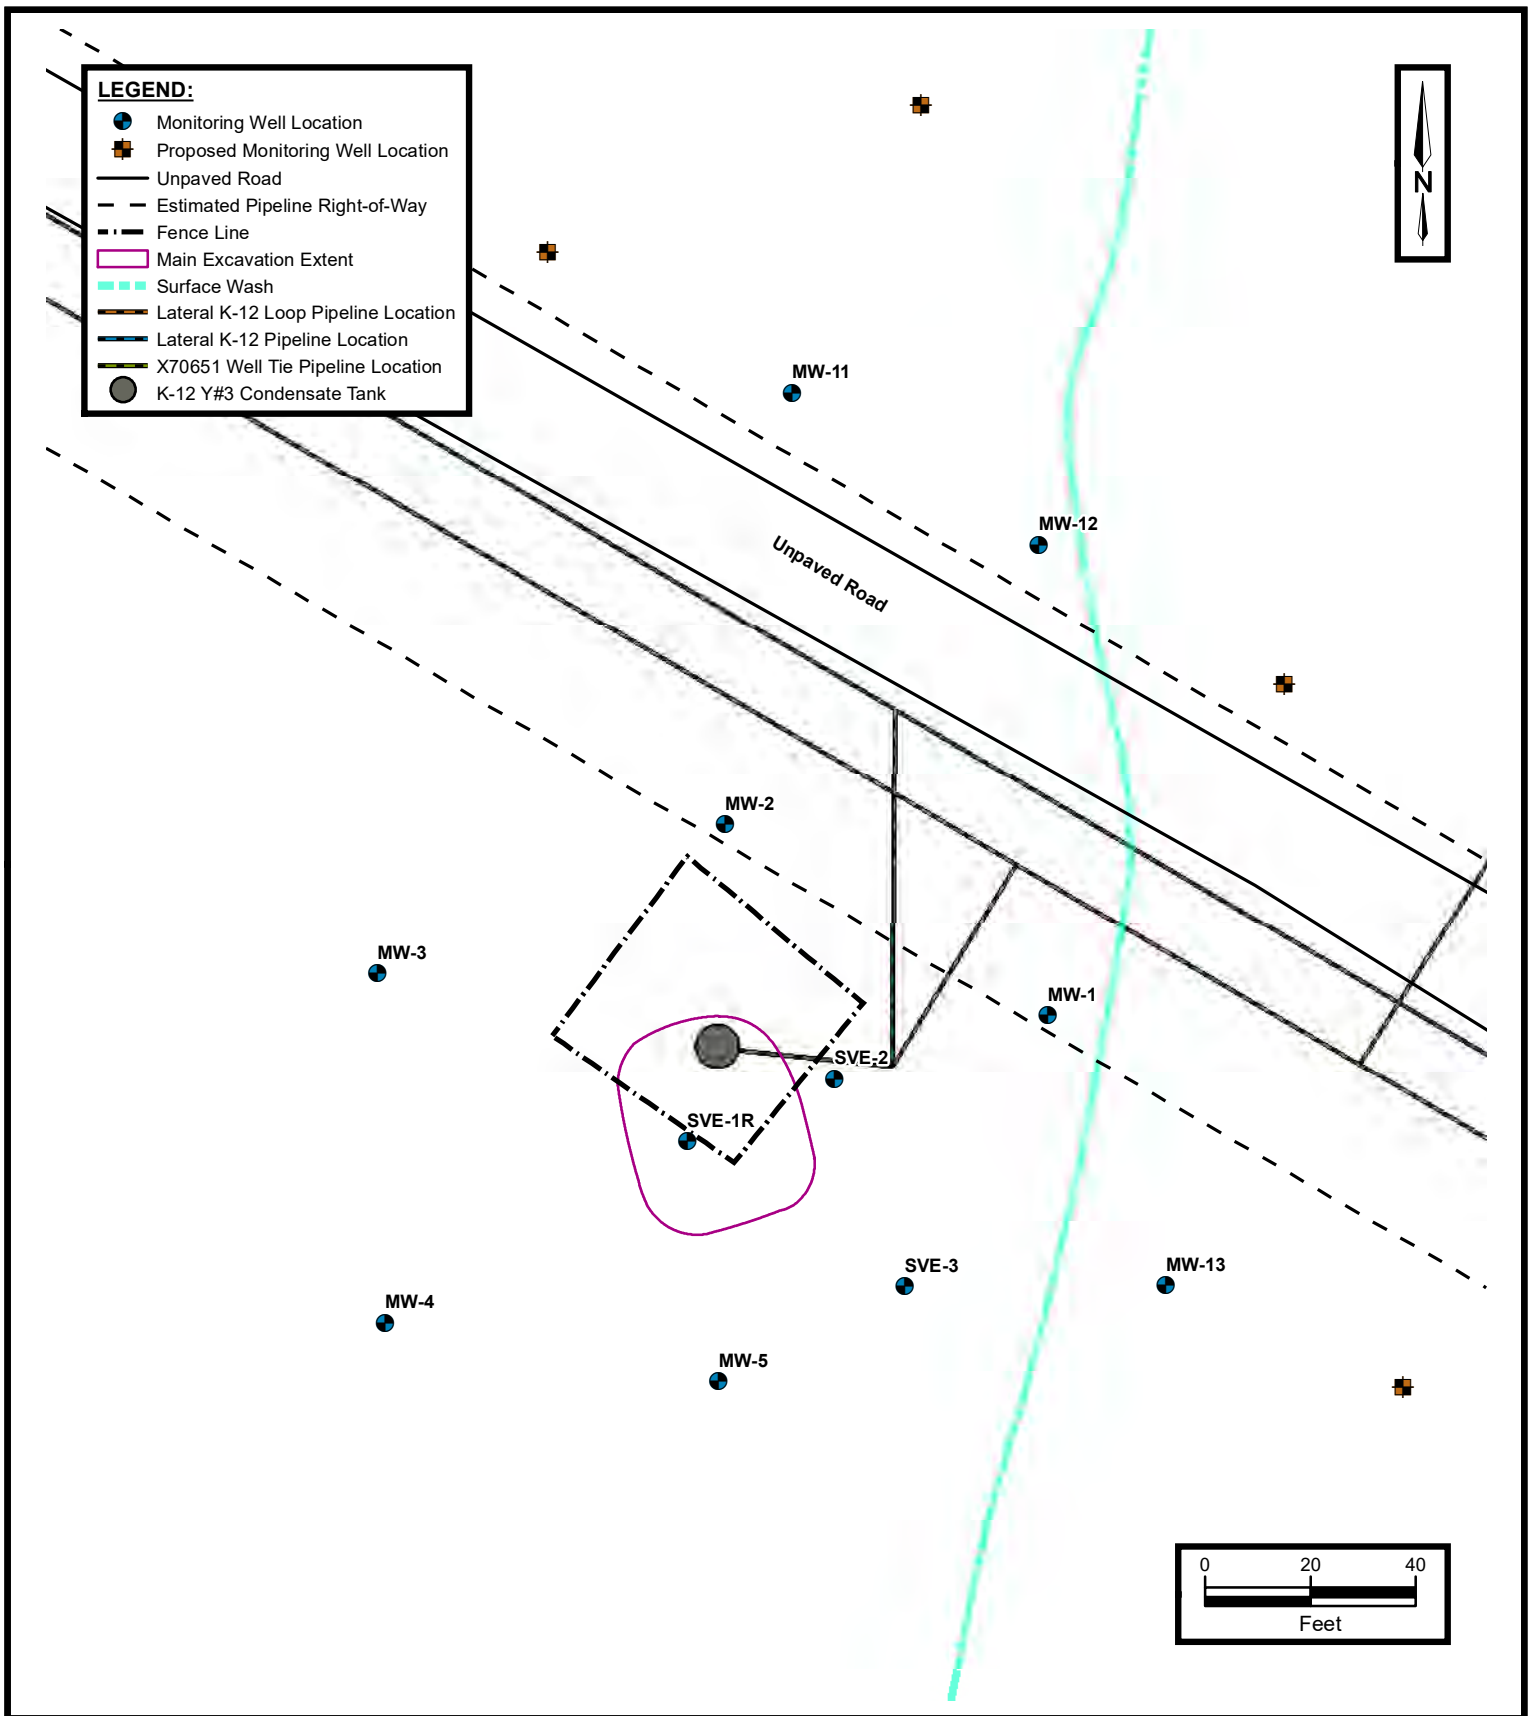 LEGEND:
Monitoring Well Location
Proposed Monitoring Well Location
Unpaved Road
Estimated Pipeline Right-of-Way
Fence Line
Main Excavation Extent
Surface Wash
Lateral K-12 Loop Pipeline Location
Lateral K-12 Pipeline Location
X70651 Well Tie Pipeline Location
K-12 Y#3 Condensate Tank
N
MW-11
MW-12
Unpaved Road
MW-2
MW-3
MW-1
SVE-2
SVE-1R
SVE-3
MW-13
MW-4
MW-5
0 20 40
Feet